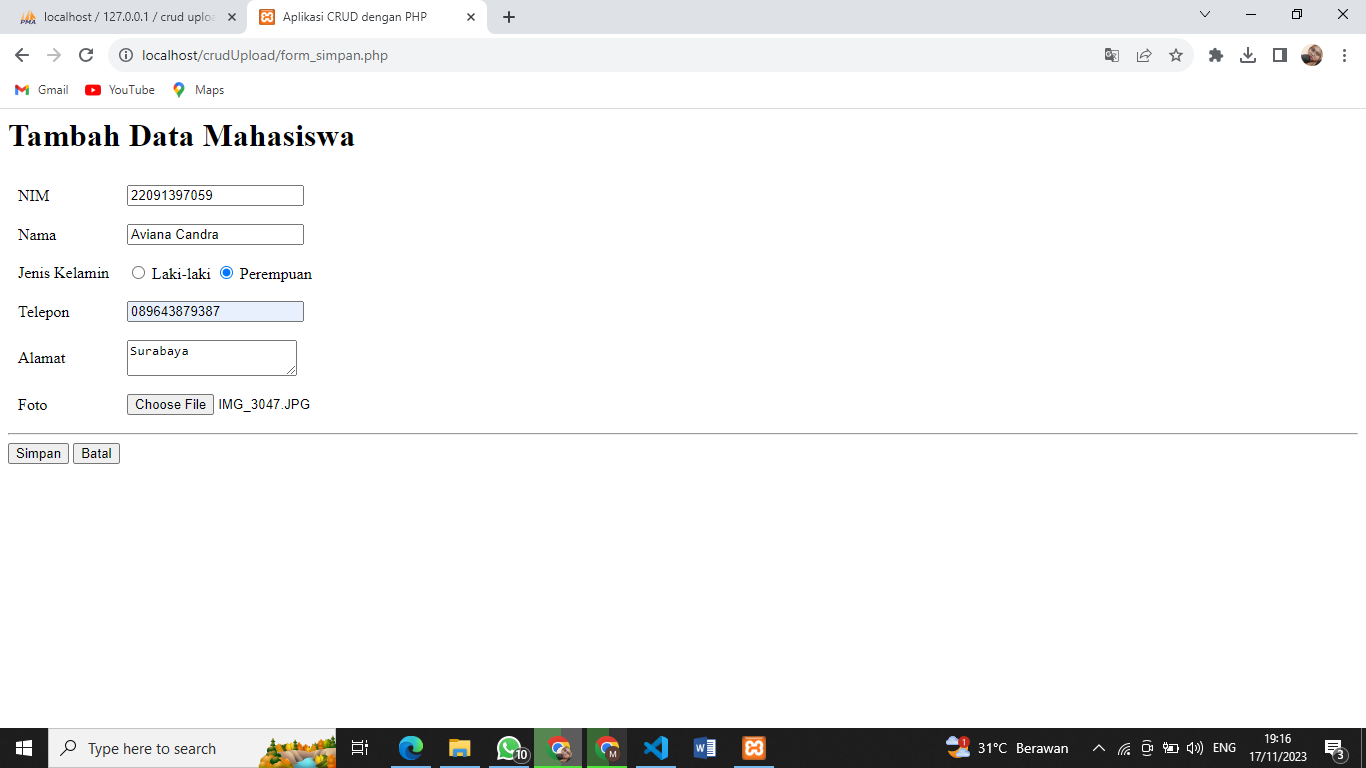 localhost / 127.0.0.1 / crud uploa
Aplikasi CRUD dengan PHP
localhost/crudUpload/form_simpan.php
Gmail YouTube Maps
Tambah Data Mahasiswa
NIM 22091397059
Nama Aviana Candra
Jenis Kelamin Laki-laki Perempuan
Telepon 089643879387
Alamat Surabaya
Foto Choose File IMG_3047.JPG
Simpan Batal
Type here to search 10 M 1 31°C Berawan ENG 19:16
17/11/2023 3